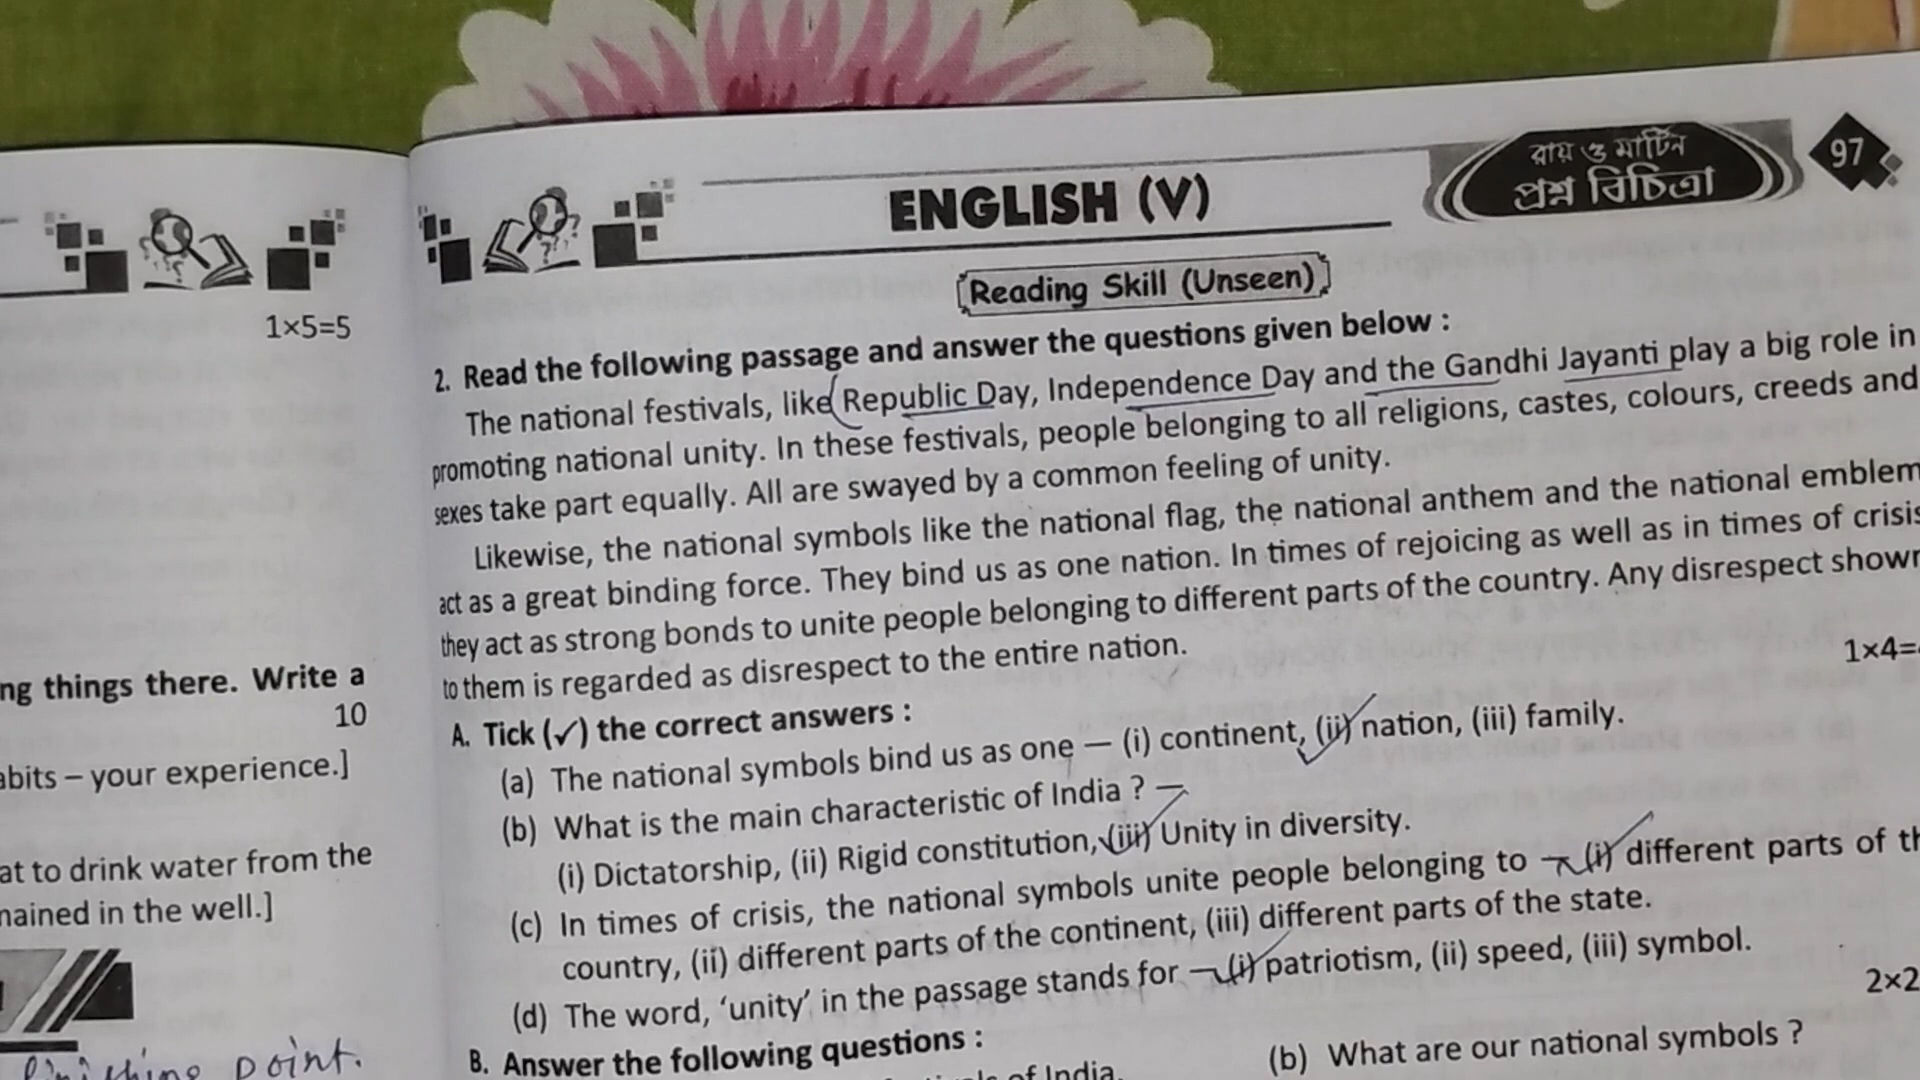 রায় ও মার্টিন
প্রশ্ন বিচিত্রা
97
ENGLISH (V)
Reading Skill (Unseen)
1×5=5
2. Read the following passage and answer the questions given below :
The national festivals, like Republic Day, Independence Day and the Gandhi Jayanti play a big role in
promoting national unity. In these festivals, people belonging to all religions, castes, colours, creeds and
sexes take part equally. All are swayed by a common feeling of unity.
Likewise, the national symbols like the national flag, the national anthem and the national emblem
act as a great binding force. They bind us as one nation. In times of rejoicing as well as in times of crisis
they act as strong bonds to unite people belonging to different parts of the country. Any disrespect shown
to them is regarded as disrespect to the entire nation.
1×4=
A. Tick (✓) the correct answers :
(a) The national symbols bind us as one — (i) continent, (ii) nation, (iii) family.
(b) What is the main characteristic of India ? —
(i) Dictatorship, (ii) Rigid constitution, (iii) Unity in diversity.
(c) In times of crisis, the national symbols unite people belonging to — (i) different parts of th
country, (ii) different parts of the continent, (iii) different parts of the state.
(d) The word, ‘unity’ in the passage stands for — (i) patriotism, (ii) speed, (iii) symbol.
B. Answer the following questions :
2×2
of India.
(b) What are our national symbols ?
ng things there. Write a
10
abits – your experience.]
at to drink water from the
mained in the well.]
finishing point.